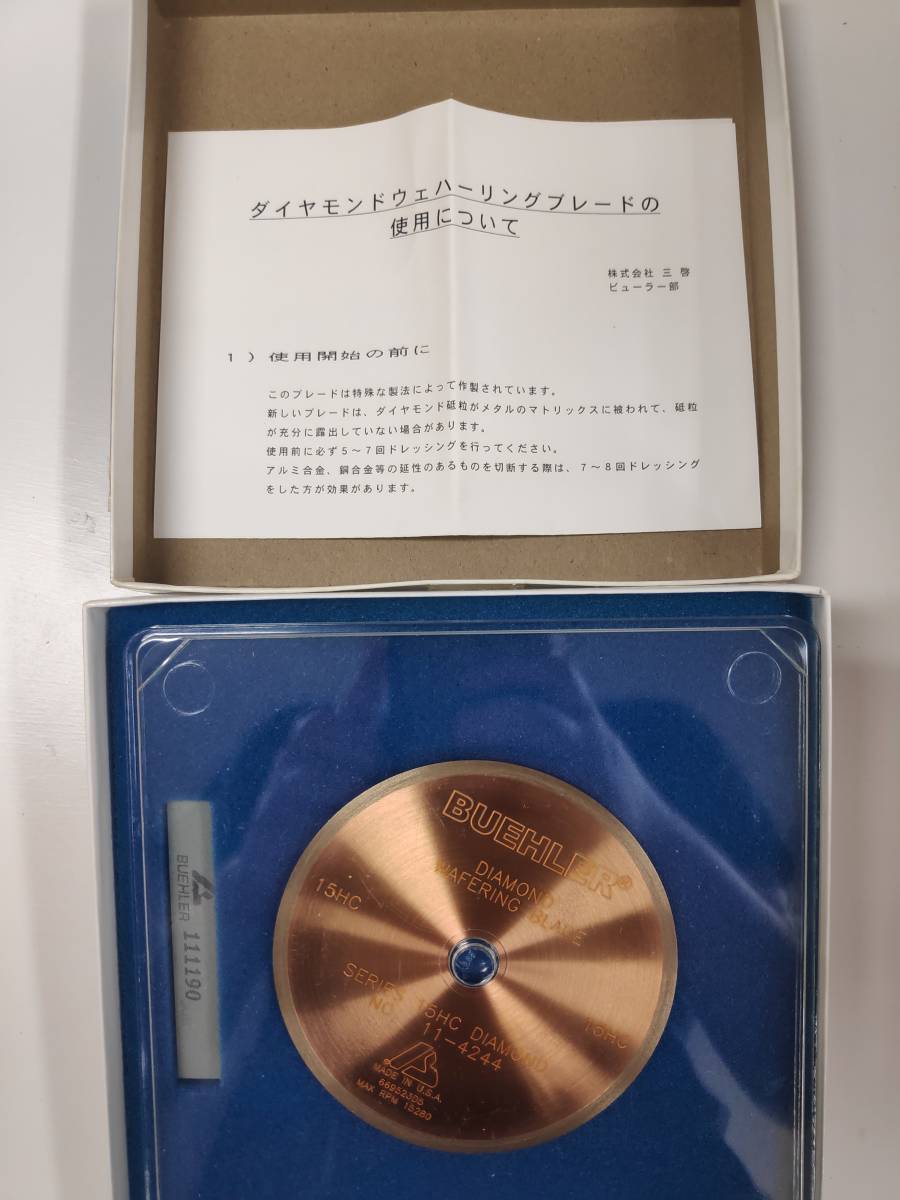 ダイヤモンドウェハーリングブレードの
使用について
株式会社 三啓
ビューラー部
1）使用開始の前に
このブレードは特殊な製法によって作製されています。
新しいブレードは、ダイヤモンド砥粒がメタルのマトリックスに被われて、砥粒
が充分に露出していない場合があります。
使用前に必ず5～7回ドレッシングを行ってください。
アルミ合金、銅合金等の延性のあるものを切断する際は、7～8回ドレッシング
をした方が効果があります。
BUEHLER®
DIAMOND
WAFERING BLADE
15HC
15HC
SERIES 15HC DIAMOND
NO. 11-4244
MADE IN U.S.A.
669523D5
MAX RPM 15280
BUEHLER 111190